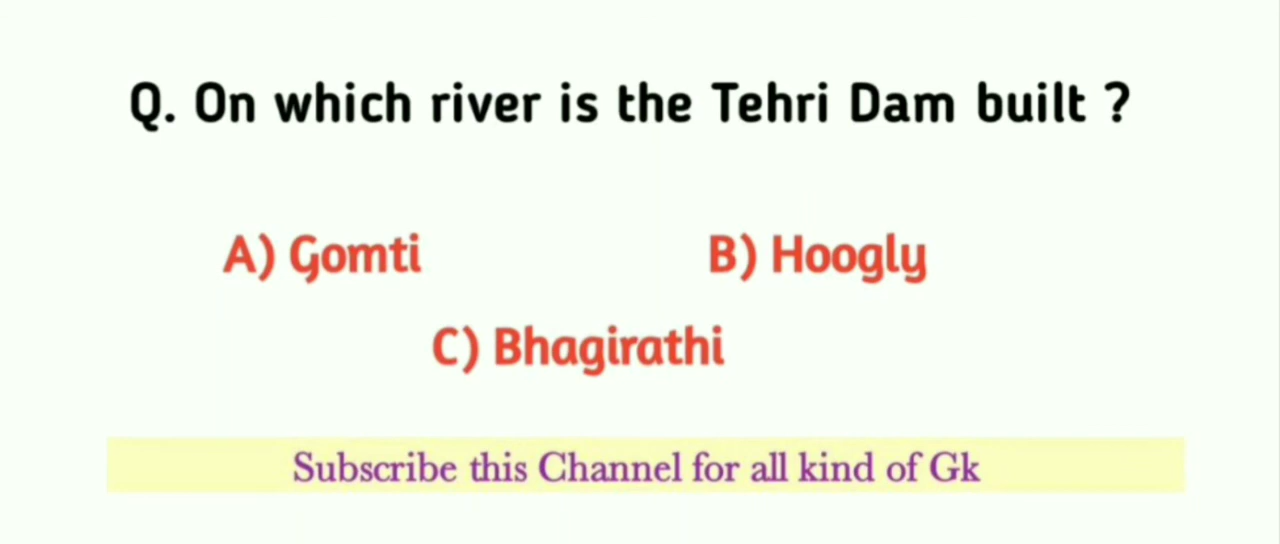 Q. On which river is the Tehri Dam built ?
A) Gomti B) Hoogly
C) Bhagirathi
Subscribe this Channel for all kind of Gk